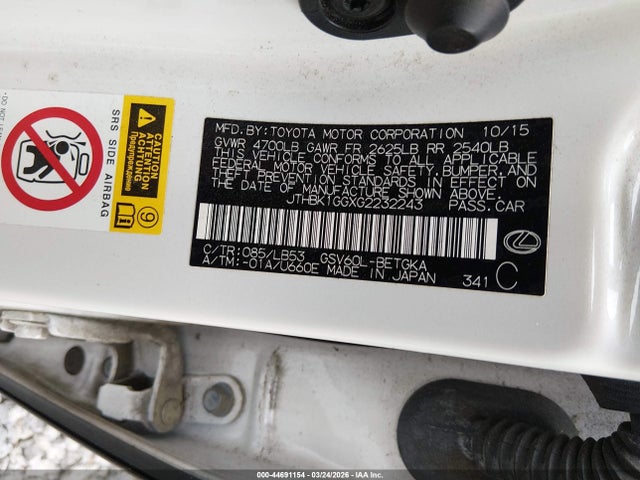 MFD. BY: TOYOTA MOTOR CORPORATION 10/15
GVWR 4700LB GAWR FR 2625LB RR 2540LB
THIS VEHICLE CONFORMS TO ALL APPLICABLE
FEDERAL MOTOR VEHICLE SAFETY, BUMPER, AND
THEFT PREVENTION STANDARDS IN EFFECT ON
THE DATE OF MANUFACTURE SHOWN ABOVE.
JTHBK1GGXG2232243 PASS.CAR
C/TR: 085/LB53 GSV60L-BETGKA
A/TM: -01A/U660E MADE IN JAPAN 341 C
CAUTION
ATTENTION
SRS SIDE AIRBAG
9
000-44691154 | 03/24/2026 | COPYRIGHT IAA, LLC.